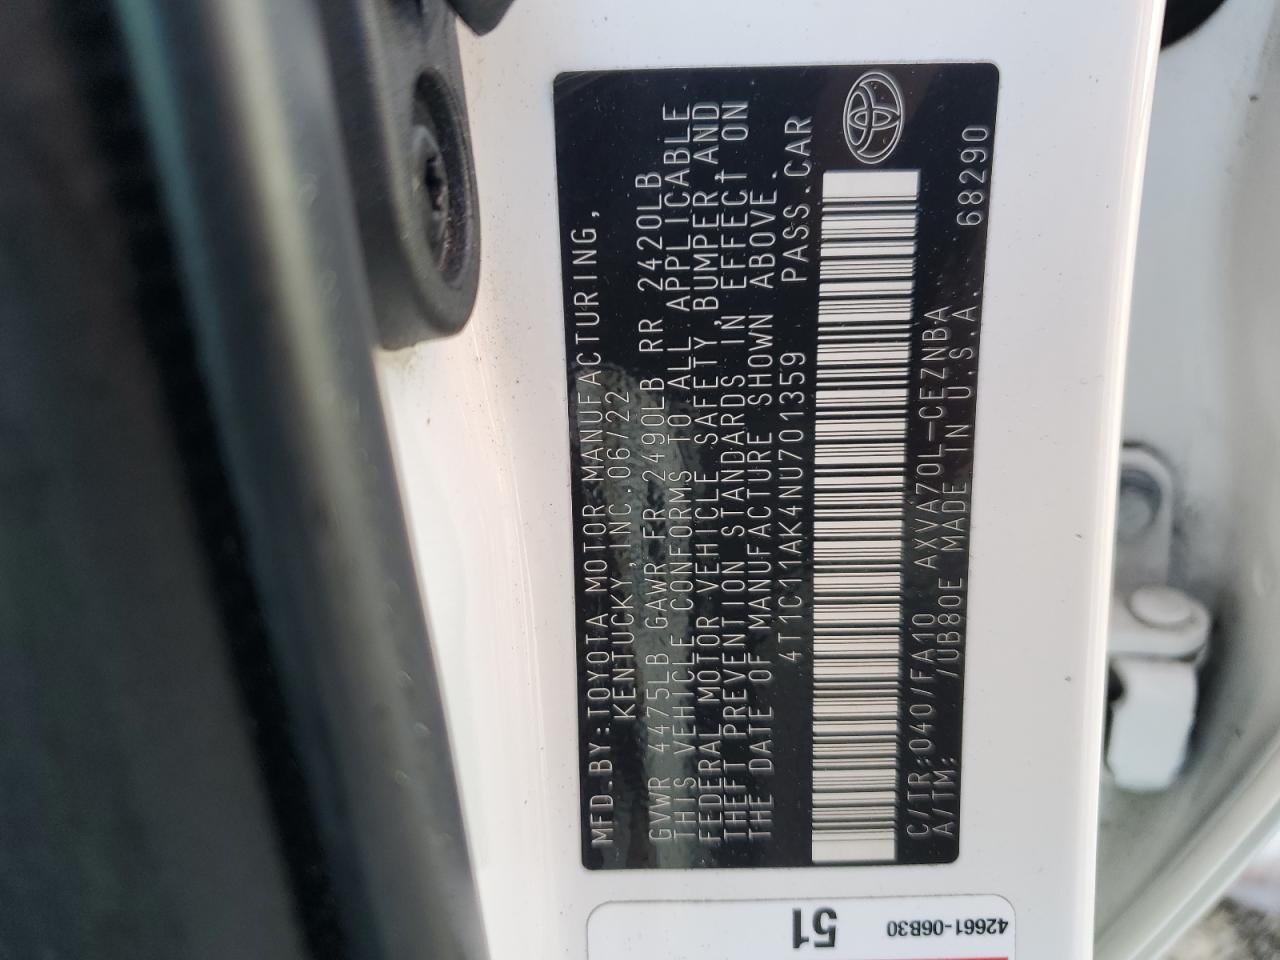 MFD.BY:TOYOTA MOTOR MANUFACTURING,
KENTUCKY,INC.06/22
GVWR 4475LB GAWR FR 2490LB RR 2420LB
THIS VEHICLE CONFORMS TO ALL APPLICABLE
FEDERAL MOTOR VEHICLE SAFETY,BUMPER AND
THEFT PREVENTION STANDARDS IN EFFECT ON
THE DATE OF MANUFACTURE SHOWN ABOVE.
4T1C11AK4NU701359 PASS.CAR
C/TR:040/FA10 AXVA70L-CEZNBA
A/TM: /UB80E MADE IN U.S.A. 68290
51
42661-06B30